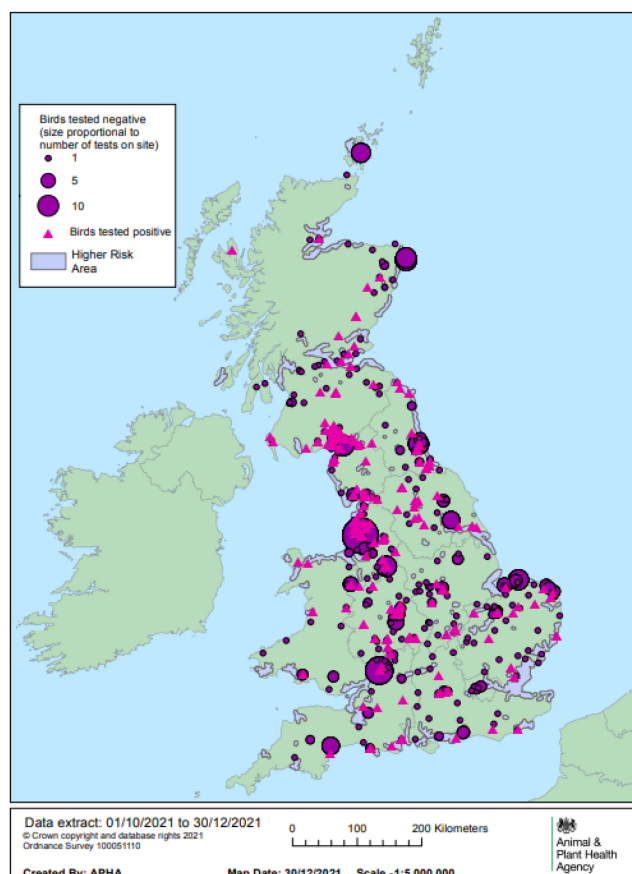 Birds tested negative
(size proportional to
number of tests on site)
1
5
10
Birds tested positive
Higher Risk
Area
Data extract: 01/10/2021 to 30/12/2021
© Crown copyright and database rights 2021
Ordnance Survey 100051110
0 100 200 Kilometers
Animal &
Plant Health
Agency
Created By: APHA Map Date: 30/12/2021 Scale -1:5,000,000